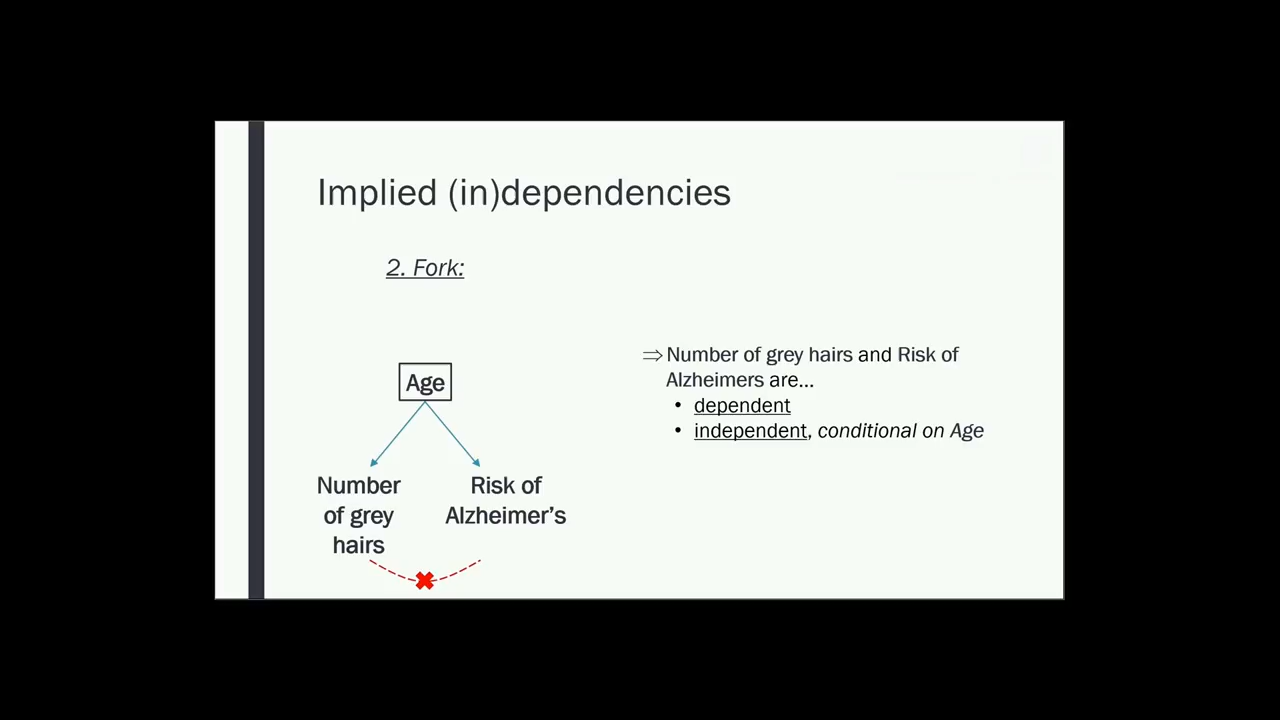 Implied (in)dependencies
2. Fork:
Age
Number
of grey
hairs
Risk of
Alzheimer's
⇒ Number of grey hairs and Risk of
Alzheimers are...
• dependent
• independent, conditional on Age